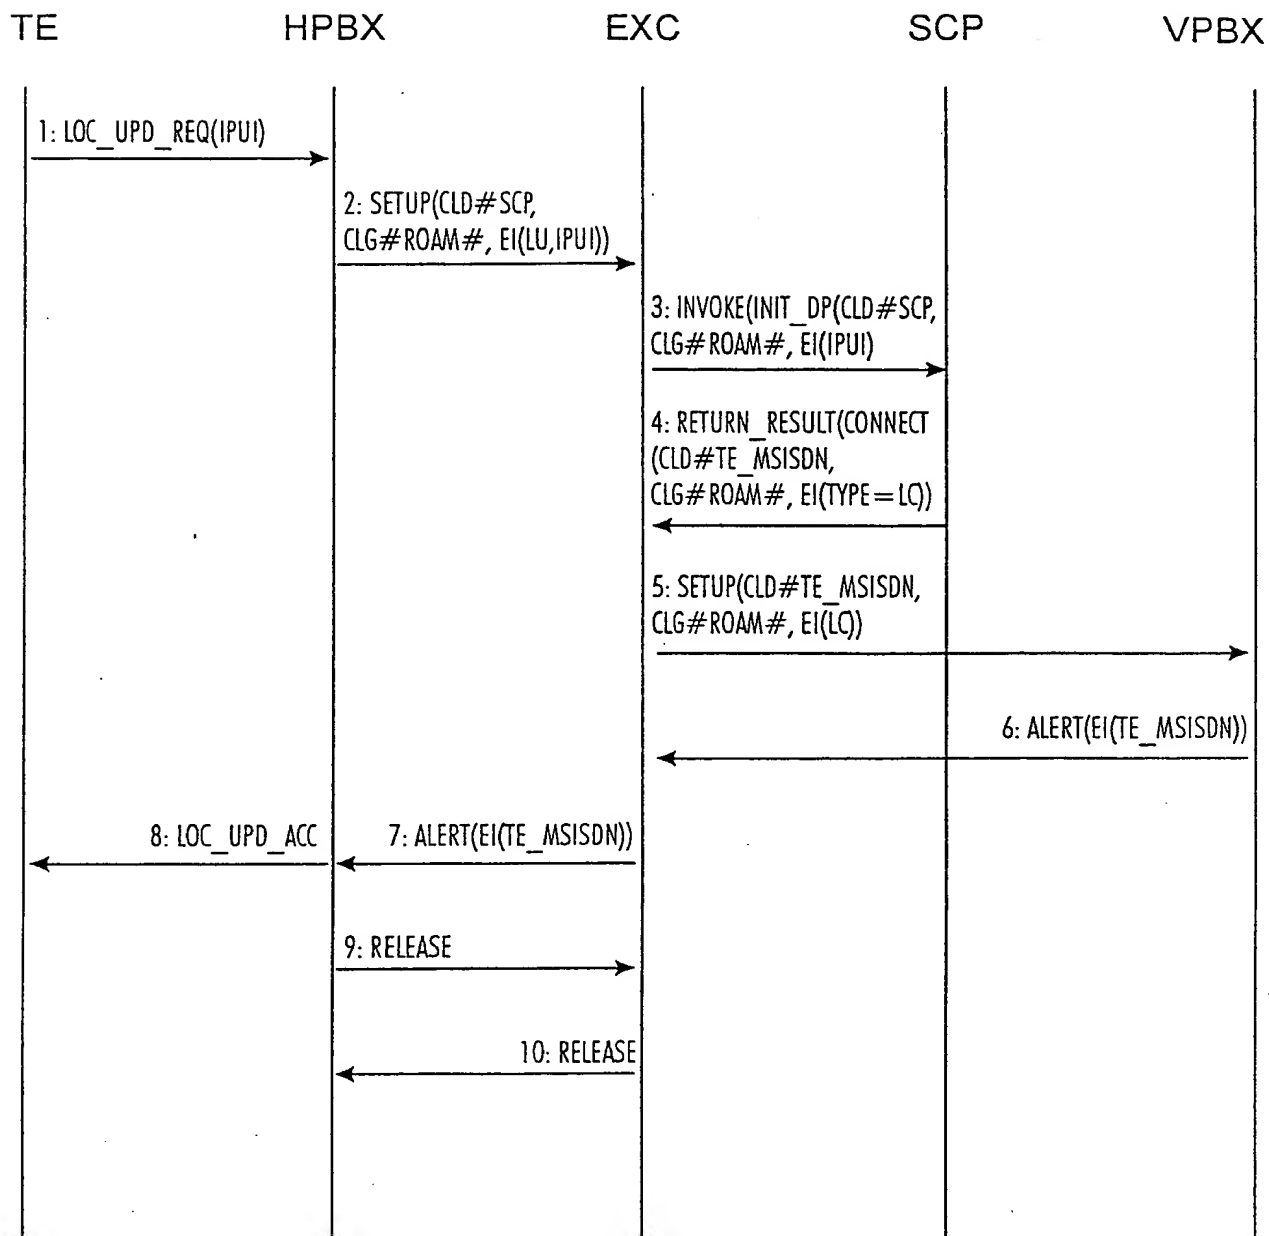 TE HPBX EXC SCP VPBX
1: LOC_UPD_REQ(IPUI)
2: SETUP(CLD#SCP,
CLG#ROAM#, EI(LU,IPUI))
3: INVOKE(INIT_DP(CLD#SCP,
CLG#ROAM#, EI(IPUI)
4: RETURN_RESULT(CONNECT
(CLD#TE_MSISDN,
CLG#ROAM#, EI(TYPE=LC))
5: SETUP(CLD#TE_MSISDN,
CLG#ROAM#, EI(LC))
6: ALERT(EI(TE_MSISDN))
8: LOC_UPD_ACC 7: ALERT(EI(TE_MSISDN))
9: RELEASE
10: RELEASE